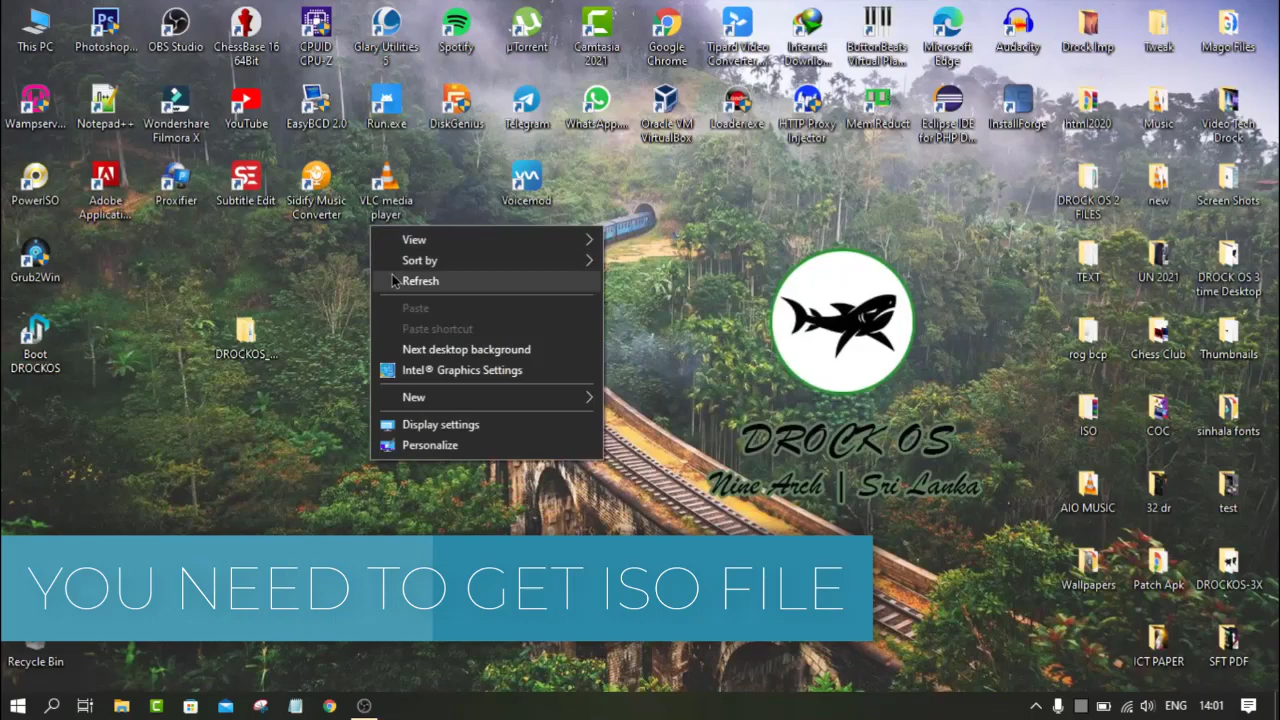 This PC
Photoshop...
OBS Studio
ChessBase 16
64Bit
CPUID
CPU-Z
Glary Utilities
5
Spotify
µTorrent
Camtasia
2021
Google
Chrome
Tipard Video
Converter...
Internet
Downlo...
ButtonBeats
Virtual Pia...
Microsoft
Edge
Audacity
Drock Imp
Tweak
Mago Files
Wampserv...
Notepad++
Wondershare
Filmora X
YouTube
EasyBCD 2.0
Run.exe
DiskGenius
Telegram
WhatsApp...
Oracle VM
VirtualBox
Loader.exe
HTTP Proxy
Injector
Mem Reduct
Eclipse IDE
for PHP D...
InstallForge
html2020
Music
Video Tech
Drock
PowerISO
Adobe
Applicati...
Proxifier
Subtitle Edit
Sidify Music
Converter
VLC media
player
Voicemod
DROCK OS 2
FILES
new
Screen Shots
Grub2Win
TEXT
UN 2021
DROCK OS 3
time Desktop
Boot
DROCKOS
DROCKOS_...
rog bcp
Chess Club
Thumbnails
View
Sort by
Refresh
Paste
Paste shortcut
Next desktop background
Intel® Graphics Settings
New
Display settings
Personalize
DROCK OS
Nine Arch | Sri Lanka
ISO
COC
sinhala fonts
AIO MUSIC
32 dr
test
Wallpapers
Patch Apk
DROCKOS-3X
YOU NEED TO GET ISO FILE
Recycle Bin
ICT PAPER
SFT PDF
ENG
14:01